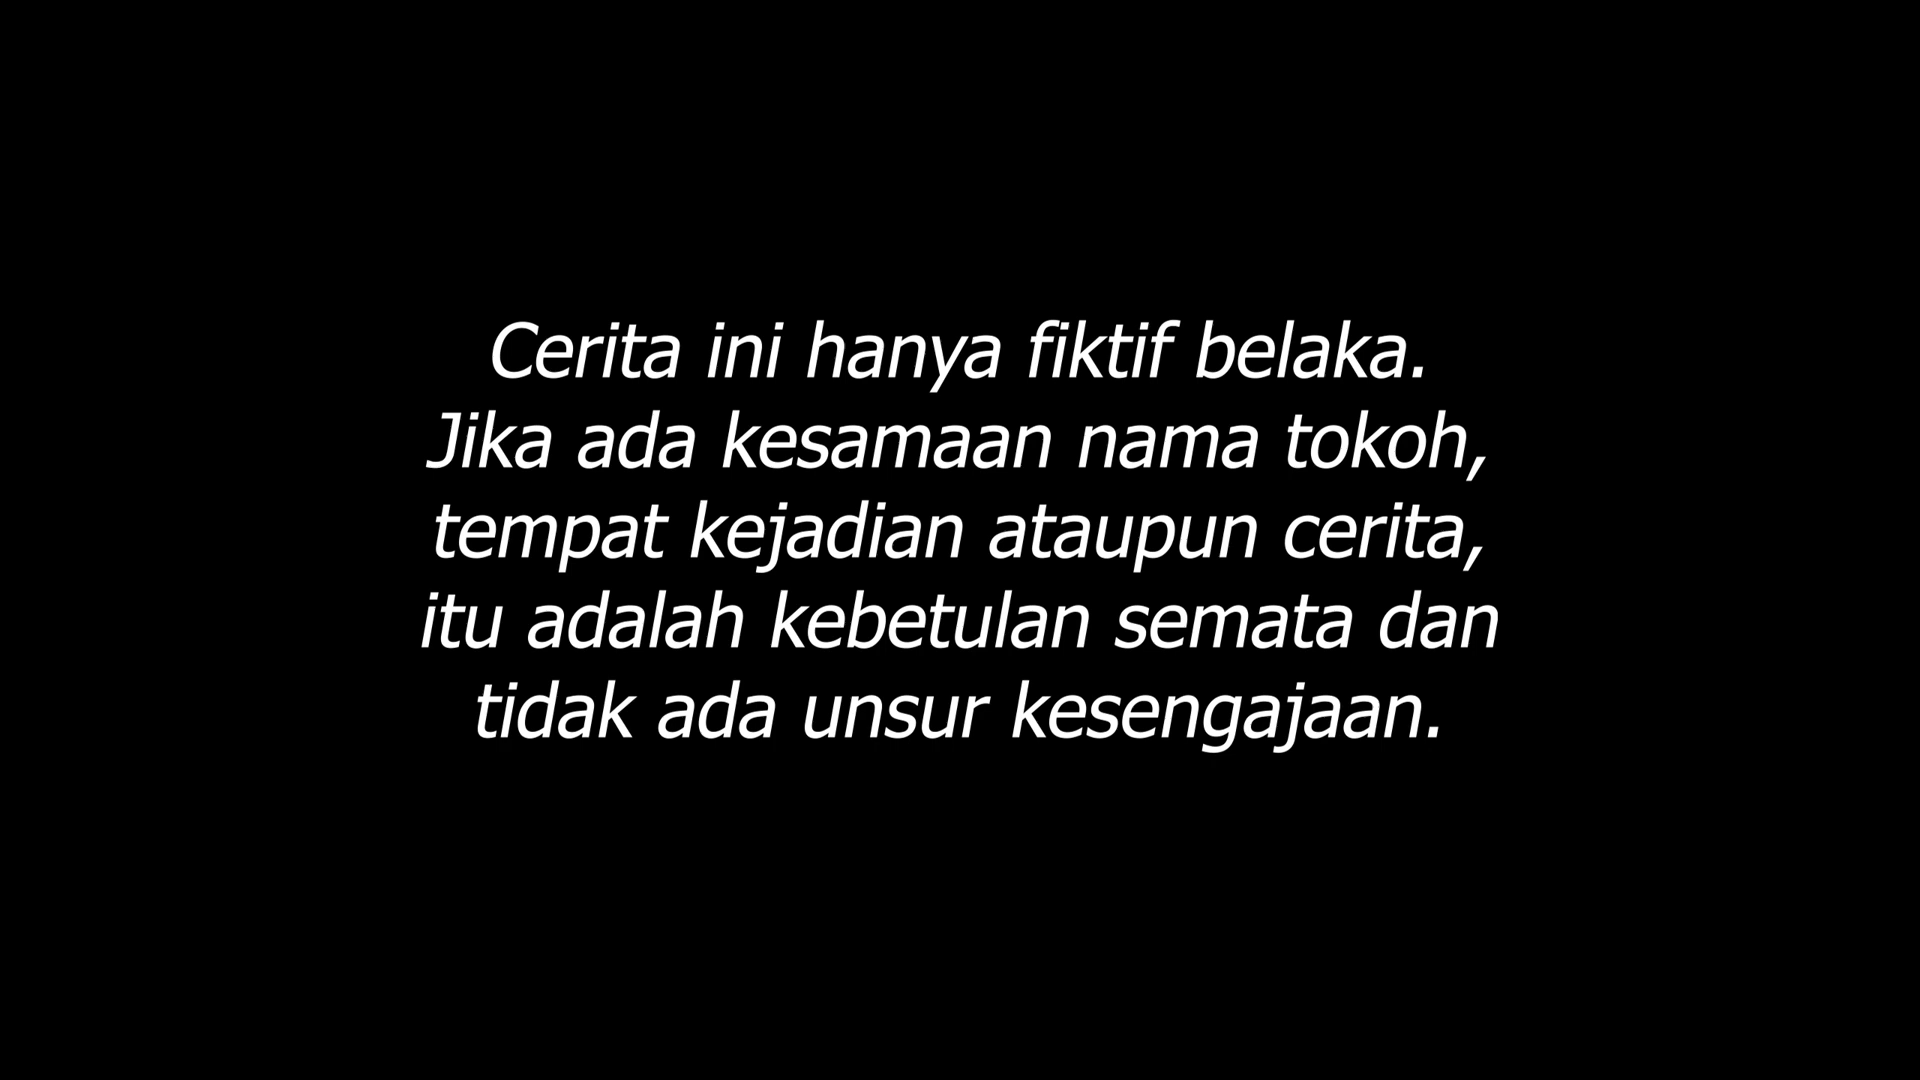 Cerita ini hanya fiktif belaka.
Jika ada kesamaan nama tokoh,
tempat kejadian ataupun cerita,
itu adalah kebetulan semata dan
tidak ada unsur kesengajaan.